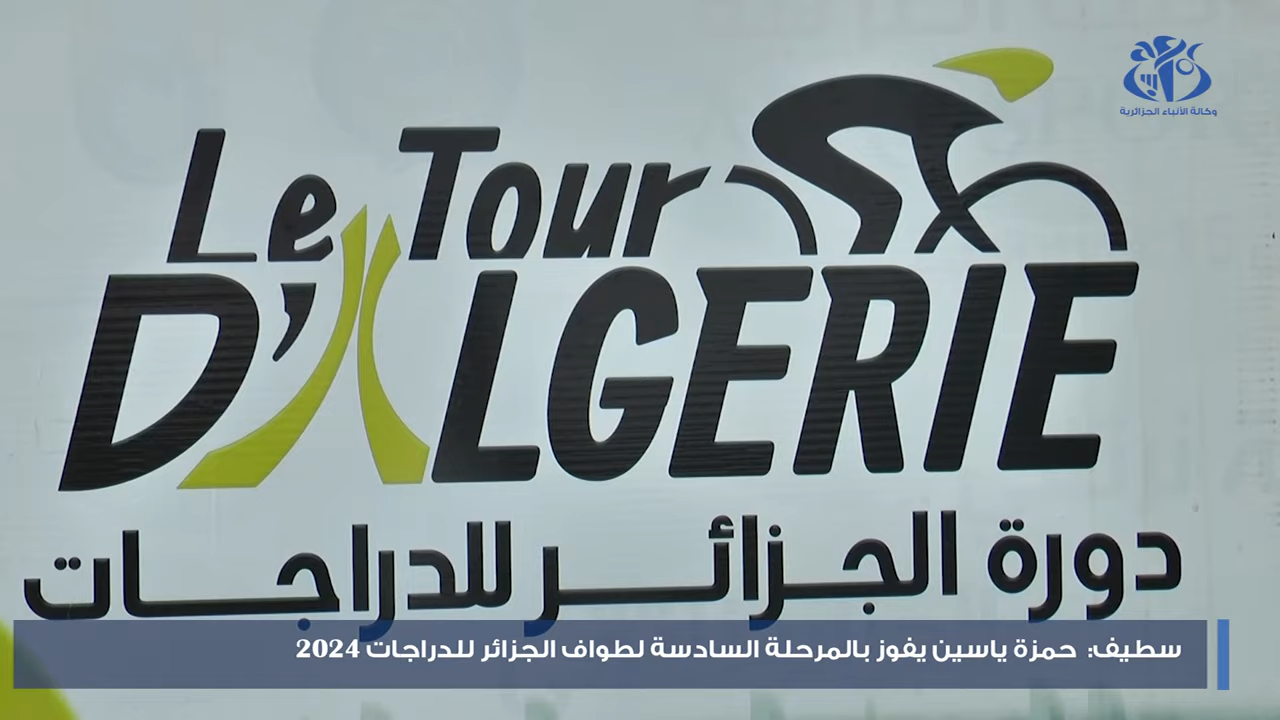 وكالة الأنباء الجزائرية
Le Tour
D'ALGERIE
دورة الجزائر للدراجات
سطيف: حمزة ياسين يفوز بالمرحلة السادسة لطواف الجزائر للدراجات 2024